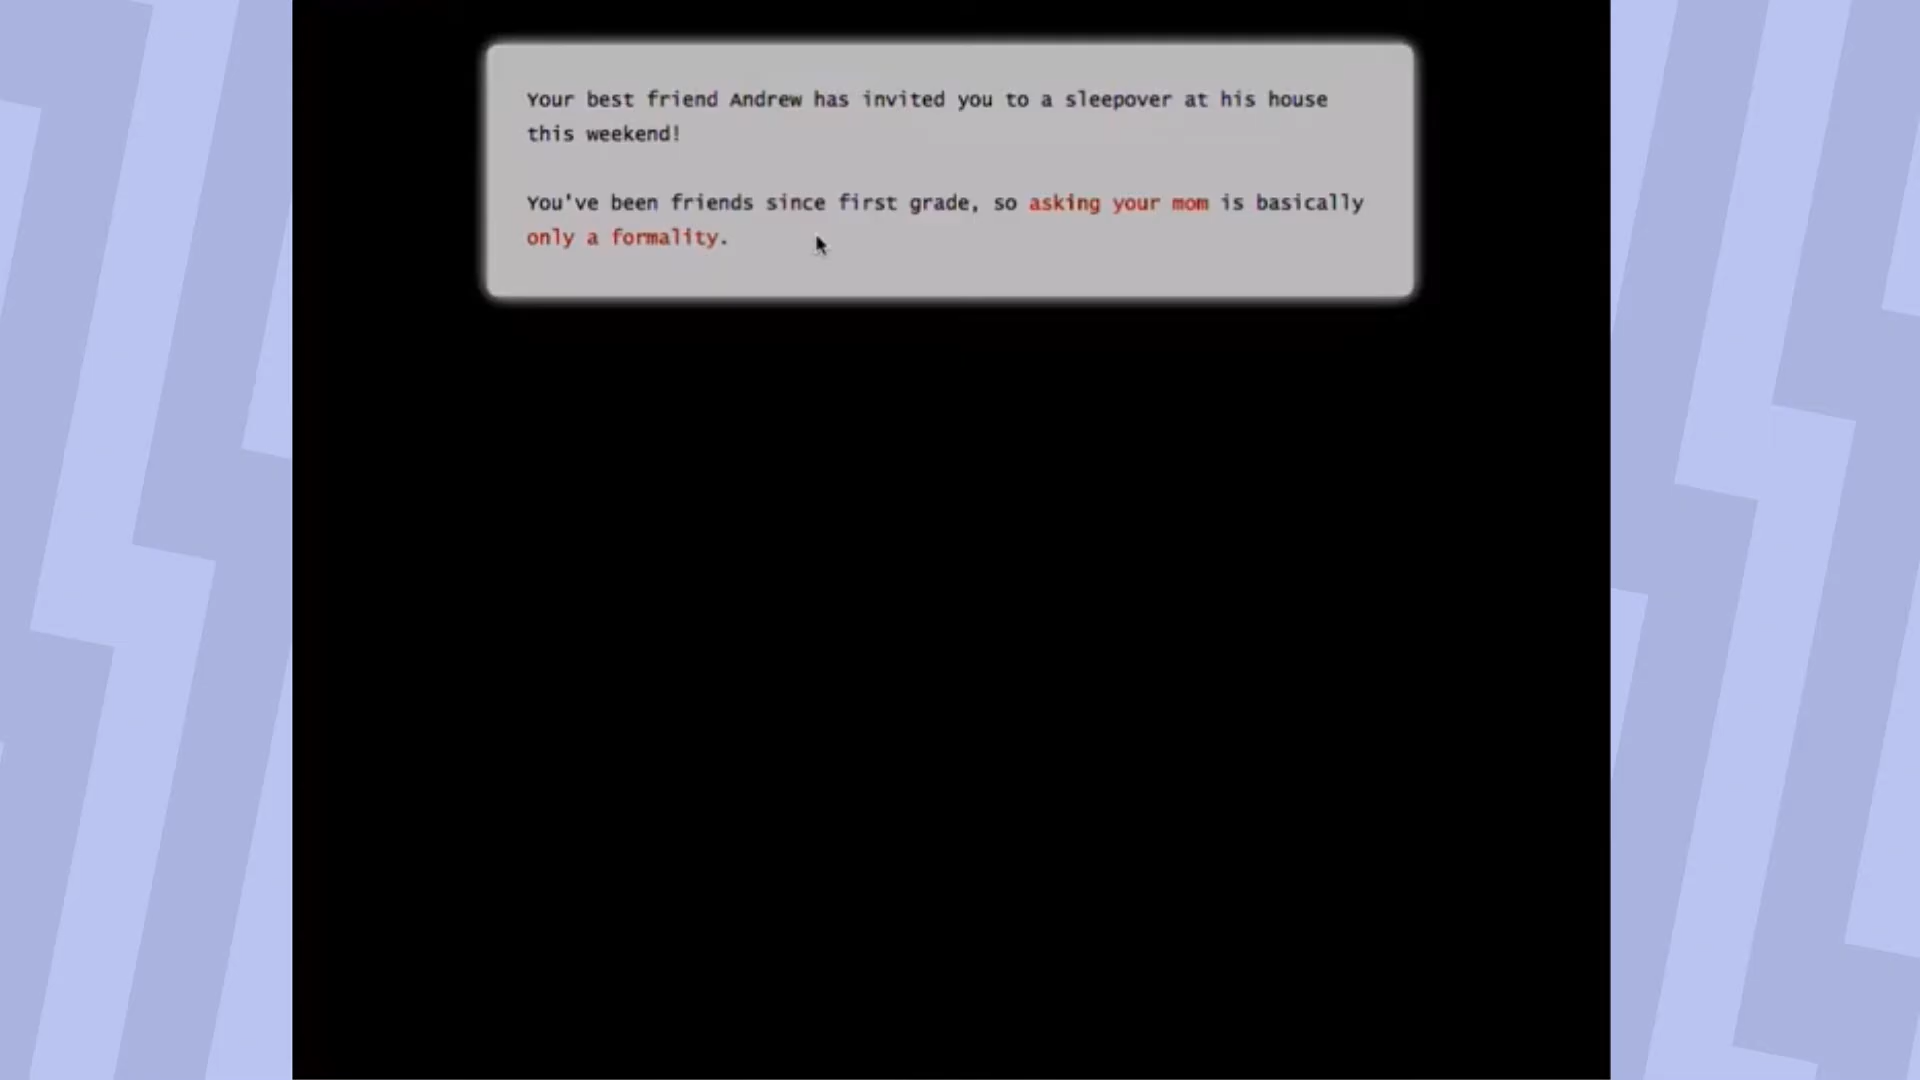 Your best friend Andrew has invited you to a sleepover at his house
this weekend!
You've been friends since first grade, so asking your mom is basically
only a formality.